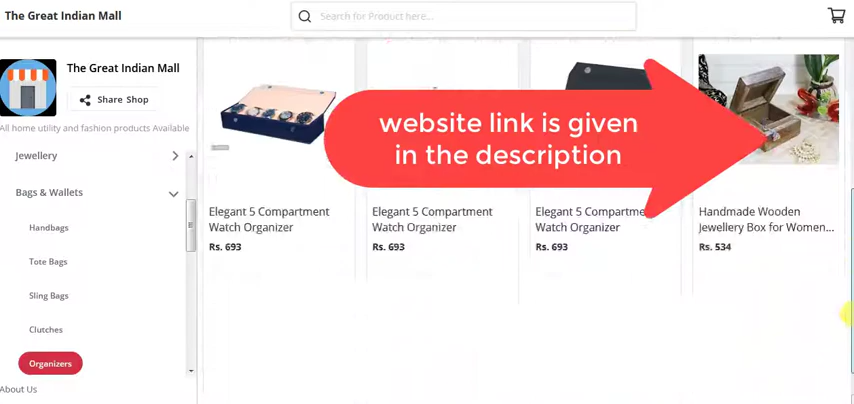 The Great Indian Mall
Search for Product here...
The Great Indian Mall
Share Shop
All home utility and fashion products Available
Jewellery
Bags & Wallets
Handbags
Tote Bags
Sling Bags
Clutches
Organizers
About Us
website link is given
in the description
Elegant 5 Compartment
Watch Organizer
Rs. 693
Elegant 5 Compartment
Watch Organizer
Rs. 693
Elegant 5 Compartme
Watch Organizer
Rs. 693
Handmade Wooden
Jewellery Box for Women...
Rs. 534